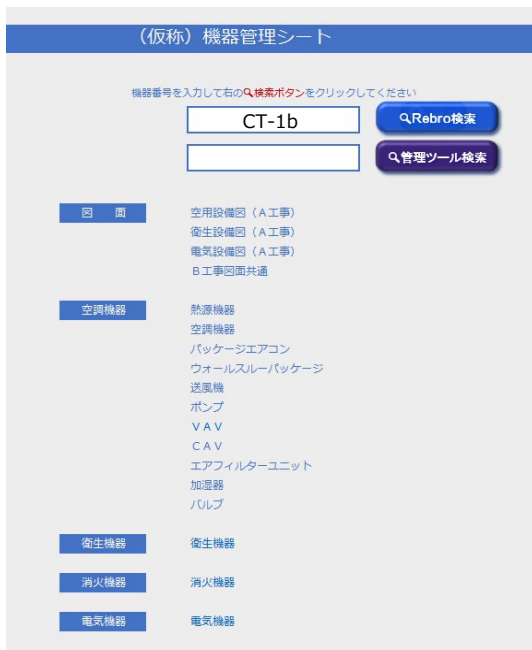 （仮称）機器管理シート
機器番号を入力して右の検索ボタンをクリックしてください
CT-1b
Rebro検索
管理ツール検索
図 面
空用設備図（A工事）
衛生設備図（A工事）
電気設備図（A工事）
B工事図面共通
空調機器
熱源機器
空調機器
パッケージエアコン
ウォールスルーパッケージ
送風機
ポンプ
VAV
CAV
エアフィルターユニット
加湿器
バルブ
衛生機器
衛生機器
消火機器
消火機器
電気機器
電気機器